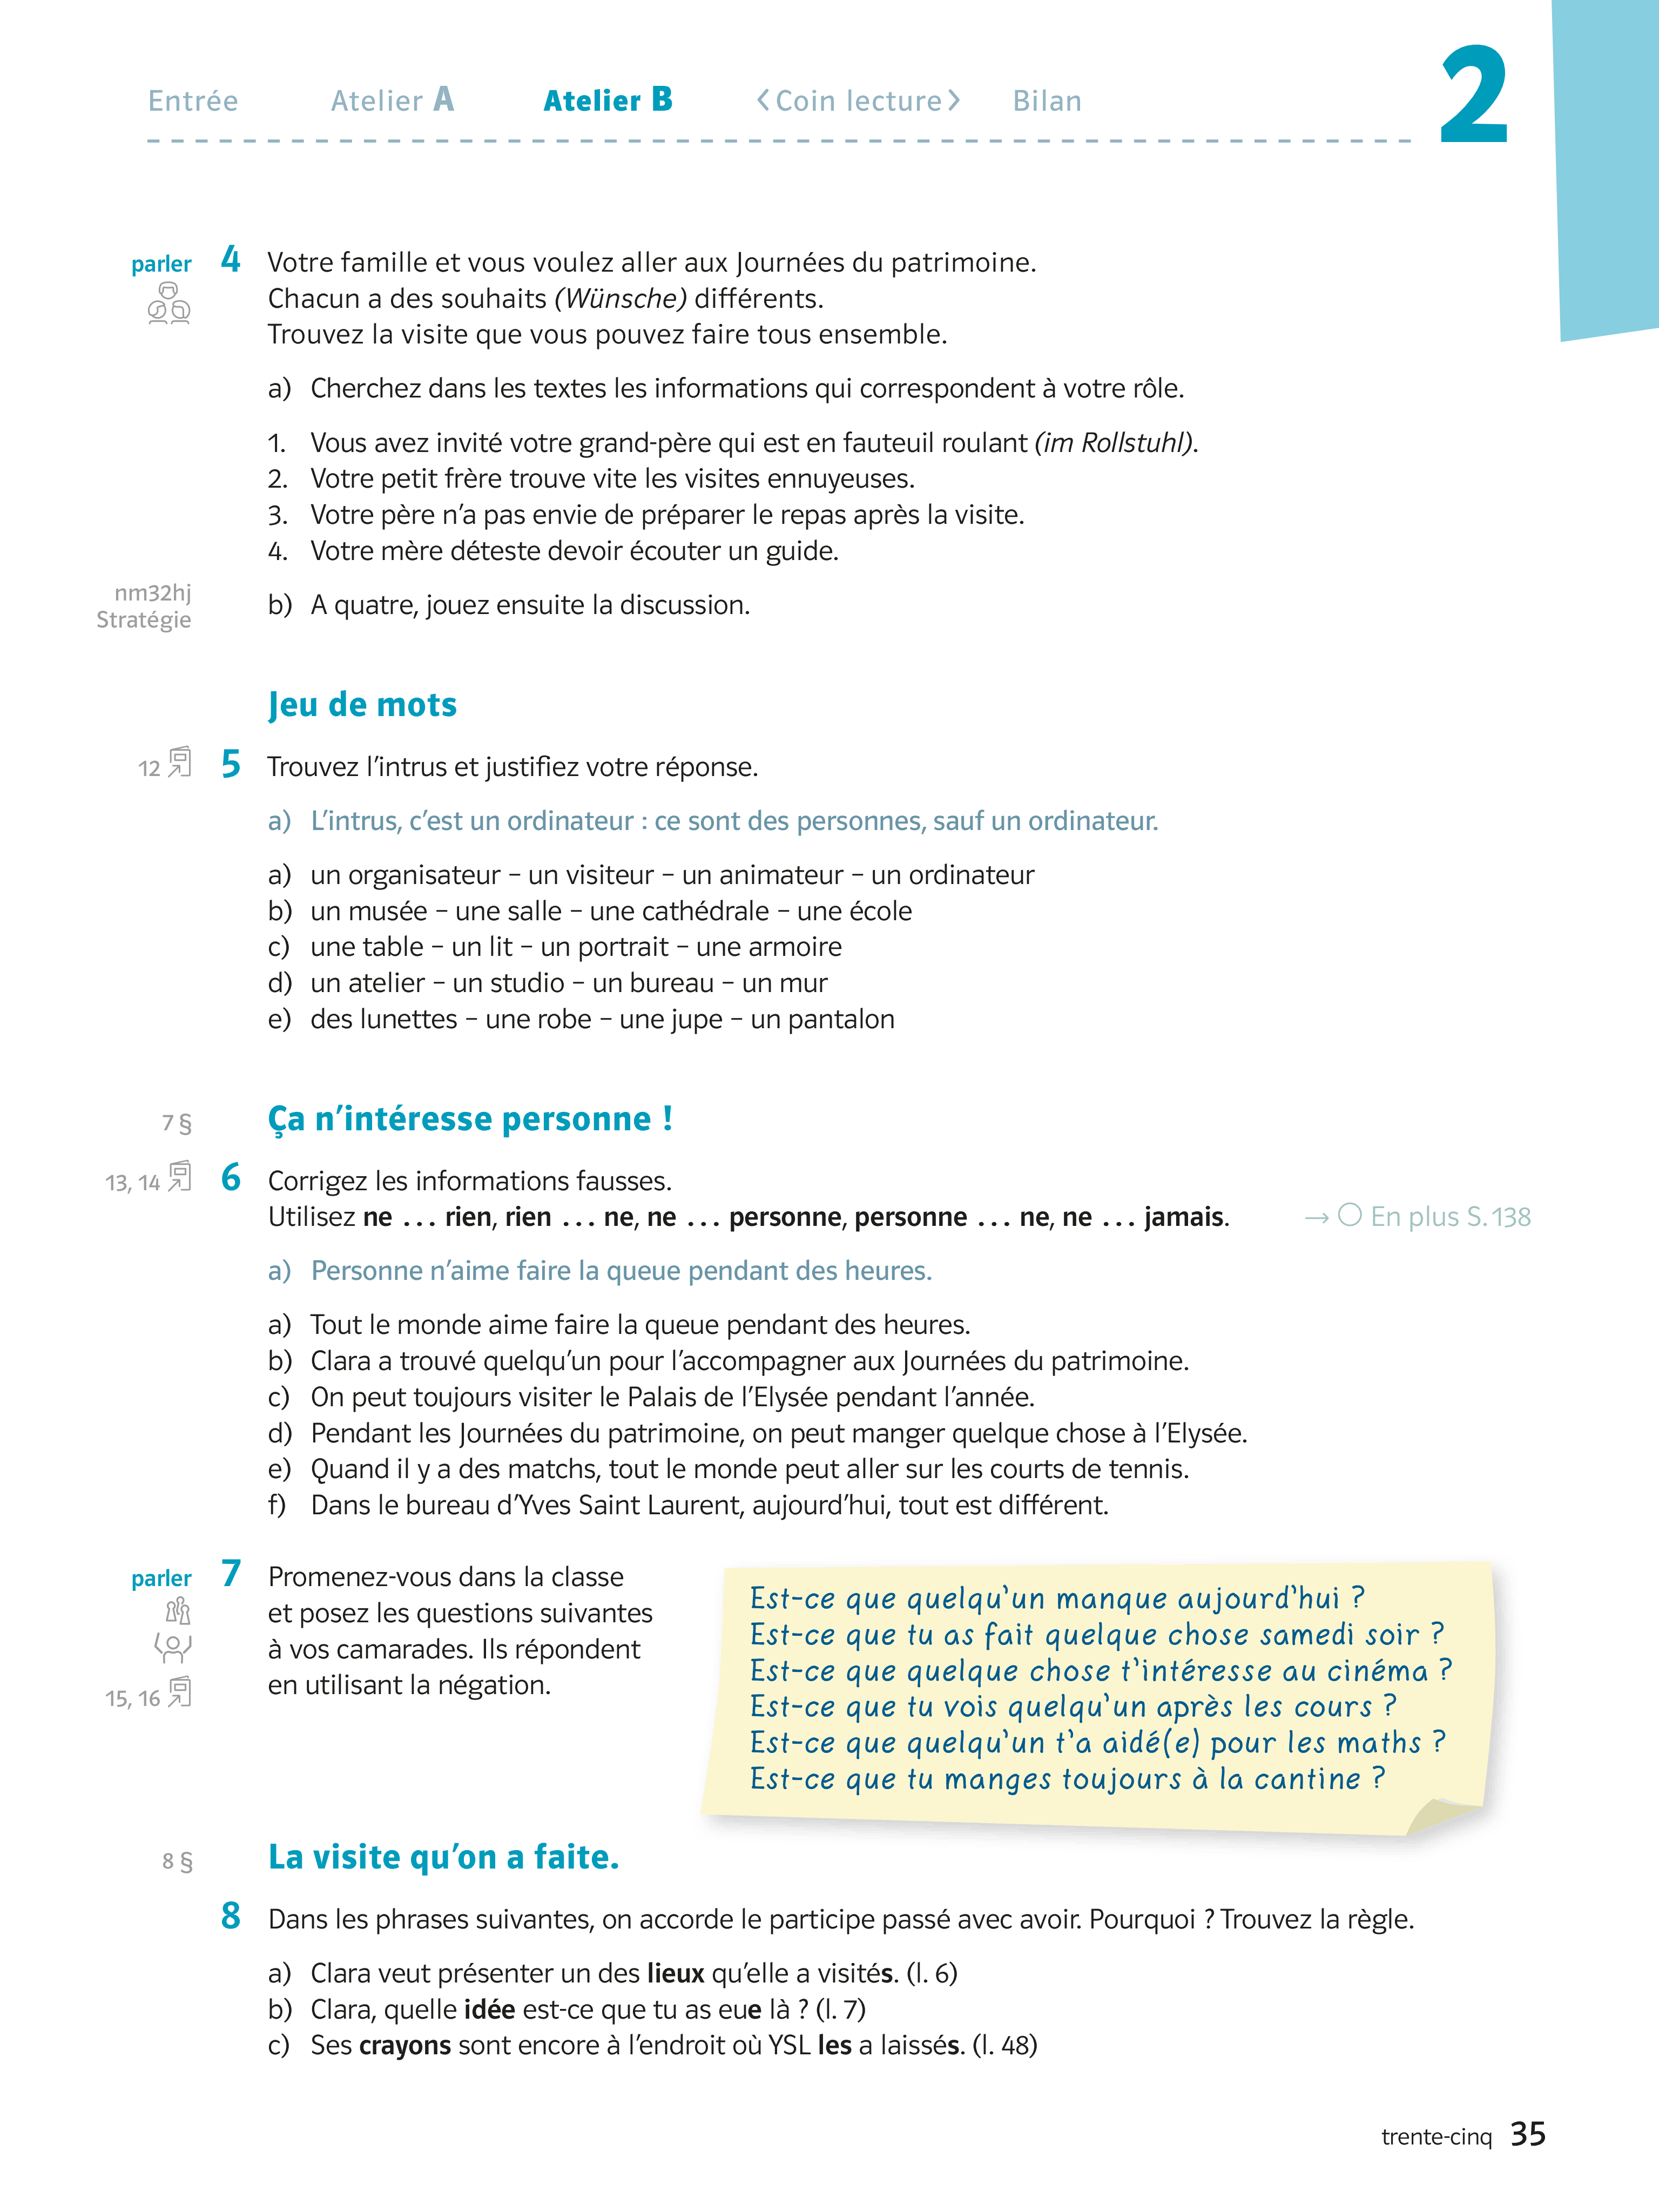 Entrée Atelier A Atelier B ‹Coin lecture› Bilan 2
parler 4 Votre famille et vous voulez aller aux Journées du patrimoine.
Chacun a des souhaits (Wünsche) différents.
Trouvez la visite que vous pouvez faire tous ensemble.
a) Cherchez dans les textes les informations qui correspondent à votre rôle.
1. Vous avez invité votre grand-père qui est en fauteuil roulant (im Rollstuhl).
2. Votre petit frère trouve vite les visites ennuyeuses.
3. Votre père n’a pas envie de préparer le repas après la visite.
4. Votre mère déteste devoir écouter un guide.
nm32hj
Stratégie
b) A quatre, jouez ensuite la discussion.
Jeu de mots
12 5 Trouvez l’intrus et justifiez votre réponse.
a) L’intrus, c’est un ordinateur : ce sont des personnes, sauf un ordinateur.
a) un organisateur – un visiteur – un animateur – un ordinateur
b) un musée – une salle – une cathédrale – une école
c) une table – un lit – un portrait – une armoire
d) un atelier – un studio – un bureau – un mur
e) des lunettes – une robe – une jupe – un pantalon
7 § Ça n’intéresse personne !
13, 14 6 Corrigez les informations fausses.
Utilisez ne … rien, rien … ne, ne … personne, personne … ne, ne … jamais. → ○ En plus S. 138
a) Personne n’aime faire la queue pendant des heures.
a) Tout le monde aime faire la queue pendant des heures.
b) Clara a trouvé quelqu’un pour l’accompagner aux Journées du patrimoine.
c) On peut toujours visiter le Palais de l’Elysée pendant l’année.
d) Pendant les Journées du patrimoine, on peut manger quelque chose à l’Elysée.
e) Quand il y a des matchs, tout le monde peut aller sur les courts de tennis.
f) Dans le bureau d’Yves Saint Laurent, aujourd’hui, tout est différent.
parler 7 Promenez-vous dans la classe
et posez les questions suivantes
à vos camarades. Ils répondent
en utilisant la négation.
15, 16
Est-ce que quelqu’un manque aujourd’hui ?
Est-ce que tu as fait quelque chose samedi soir ?
Est-ce que quelque chose t’intéresse au cinéma ?
Est-ce que tu vois quelqu’un après les cours ?
Est-ce que quelqu’un t’a aidé(e) pour les maths ?
Est-ce que tu manges toujours à la cantine ?
8 § La visite qu’on a faite.
8 Dans les phrases suivantes, on accorde le participe passé avec avoir. Pourquoi ? Trouvez la règle.
a) Clara veut présenter un des lieux qu’elle a visités. (l. 6)
b) Clara, quelle idée est-ce que tu as eue là ? (l. 7)
c) Ses crayons sont encore à l’endroit où YSL les a laissés. (l. 48)
trente-cinq 35